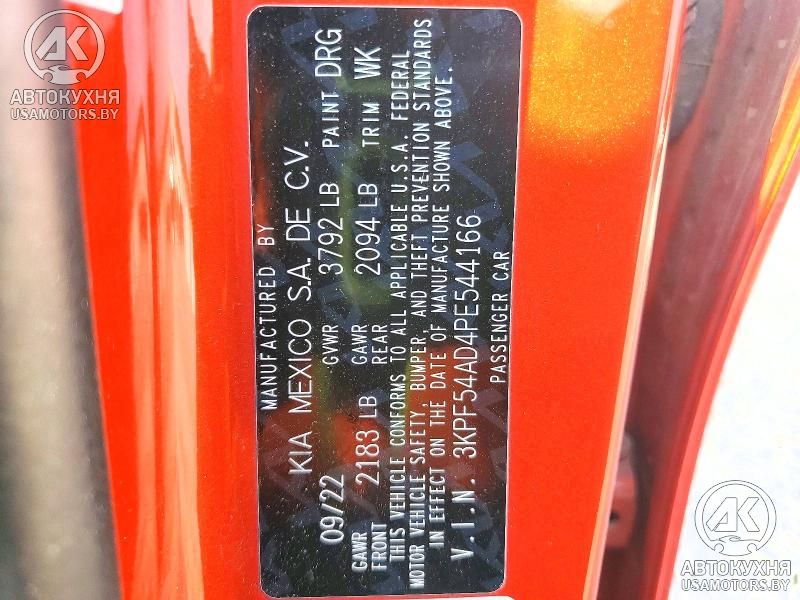 MANUFACTURED BY
KIA MEXICO S.A. DE C.V.
09/22 GVWR 3792 LB PAINT DRG
GAWR FRONT 2183 LB GAWR REAR 2094 LB TRIM WK
THIS VEHICLE CONFORMS TO ALL APPLICABLE U.S.A. FEDERAL
MOTOR VEHICLE SAFETY, BUMPER, AND THEFT PREVENTION STANDARDS
IN EFFECT ON THE DATE OF MANUFACTURE SHOWN ABOVE.
V.I.N. 3KPF54AD4PE544166
PASSENGER CAR
АК
АВТОКУХНЯ
USAMOTORS.BY
АК
АВТОКУХНЯ
USAMOTORS.BY